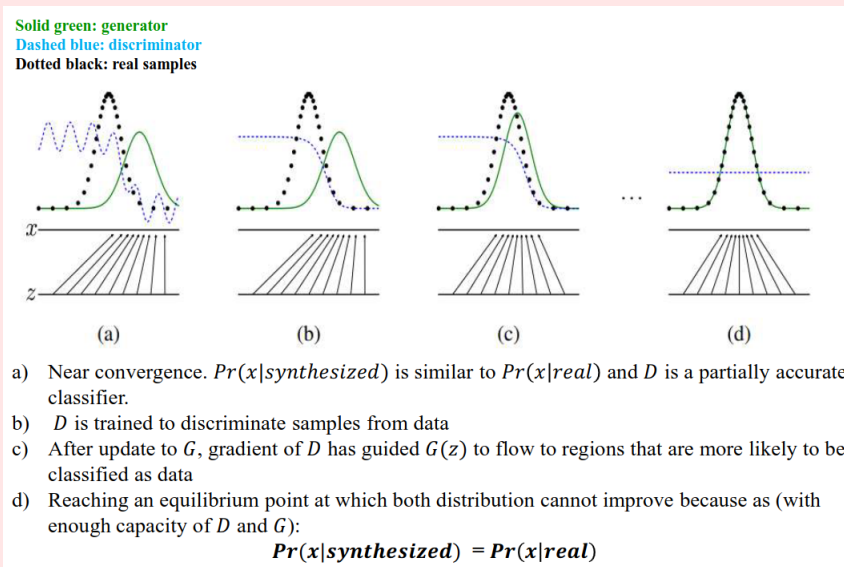 Solid green: generator
Dashed blue: discriminator
Dotted black: real samples
...
x
z
(a) (b) (c) (d)
a) Near convergence. Pr(x|synthesized) is similar to Pr(x|real) and D is a partially accurate
classifier.
b) D is trained to discriminate samples from data
c) After update to G, gradient of D has guided G(z) to flow to regions that are more likely to be
classified as data
d) Reaching an equilibrium point at which both distribution cannot improve because as (with
enough capacity of D and G):
Pr(x|synthesized) = Pr(x|real)